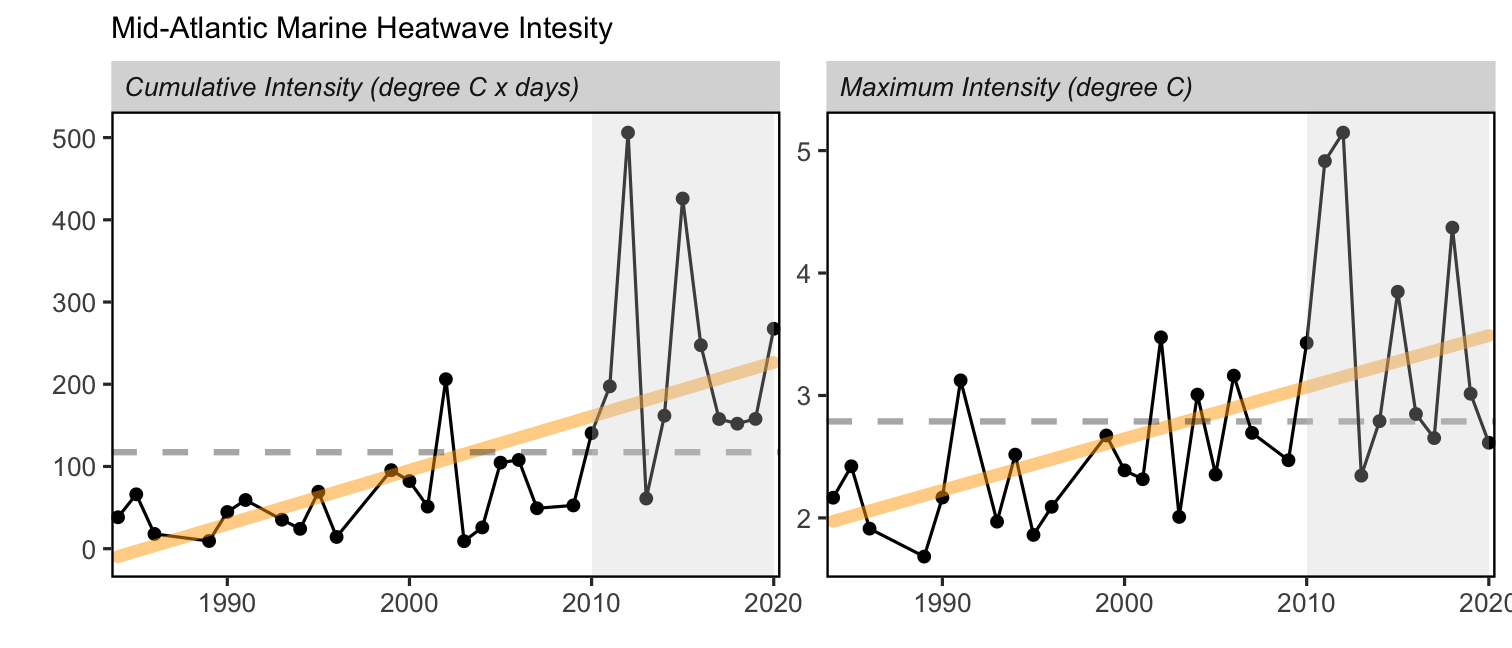 Mid-Atlantic Marine Heatwave Intesity
Cumulative Intensity (degree C x days)
500
400
300
200
100
0
1990 2000 2010 2020
Maximum Intensity (degree C)
5
4
3
2
1990 2000 2010 2020